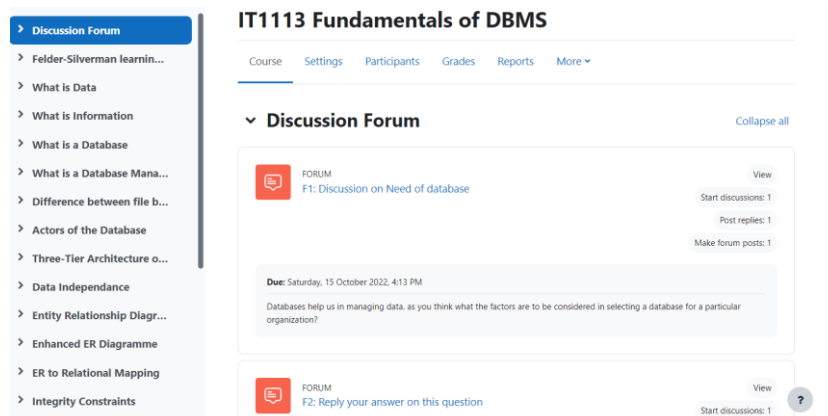 Discussion Forum
Felder-Silverman learnin...
What is Data
What is Information
What is a Database
What is a Database Mana...
Difference between file b...
Actors of the Database
Three-Tier Architecture o...
Data Independance
Entity Relationship Diagr...
Enhanced ER Diagramme
ER to Relational Mapping
Integrity Constraints
IT1113 Fundamentals of DBMS
Course Settings Participants Grades Reports More
Discussion Forum
Collapse all
FORUM
F1: Discussion on Need of database
View
Start discussions: 1
Post replies: 1
Make forum posts: 1
Due: Saturday, 15 October 2022, 4:13 PM
Databases help us in managing data. as you think what the factors are to be considered in selecting a database for a particular
organization?
FORUM
F2: Reply your answer on this question
View
Start discussions: 1
?